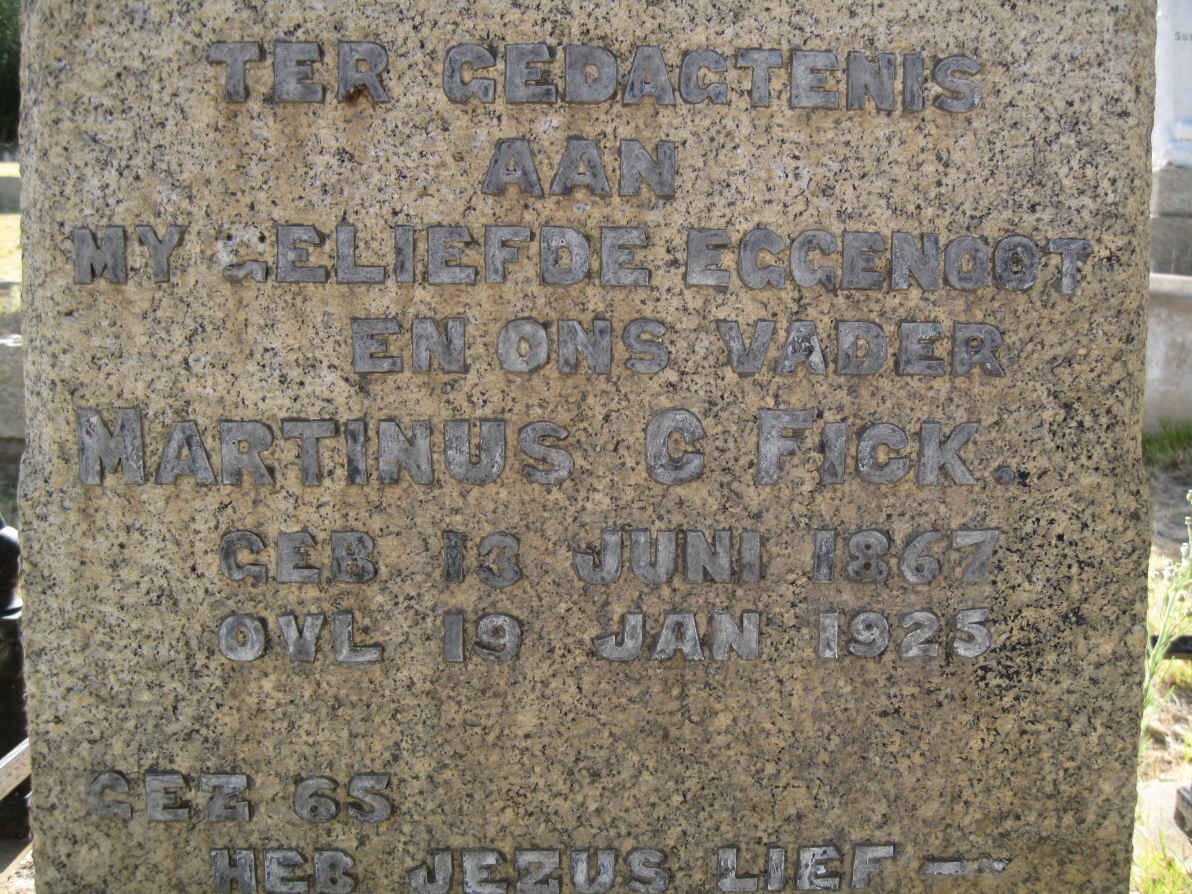 TER GEDAGTENIS
AAN
MY GELIEFDE EGGENOOT
EN ONS VADER
MARTINUS C FICK.
GEB 13 JUNI 1867
OVL 19 JAN 1925
GEZ 65
HEB JEZUS LIEF —